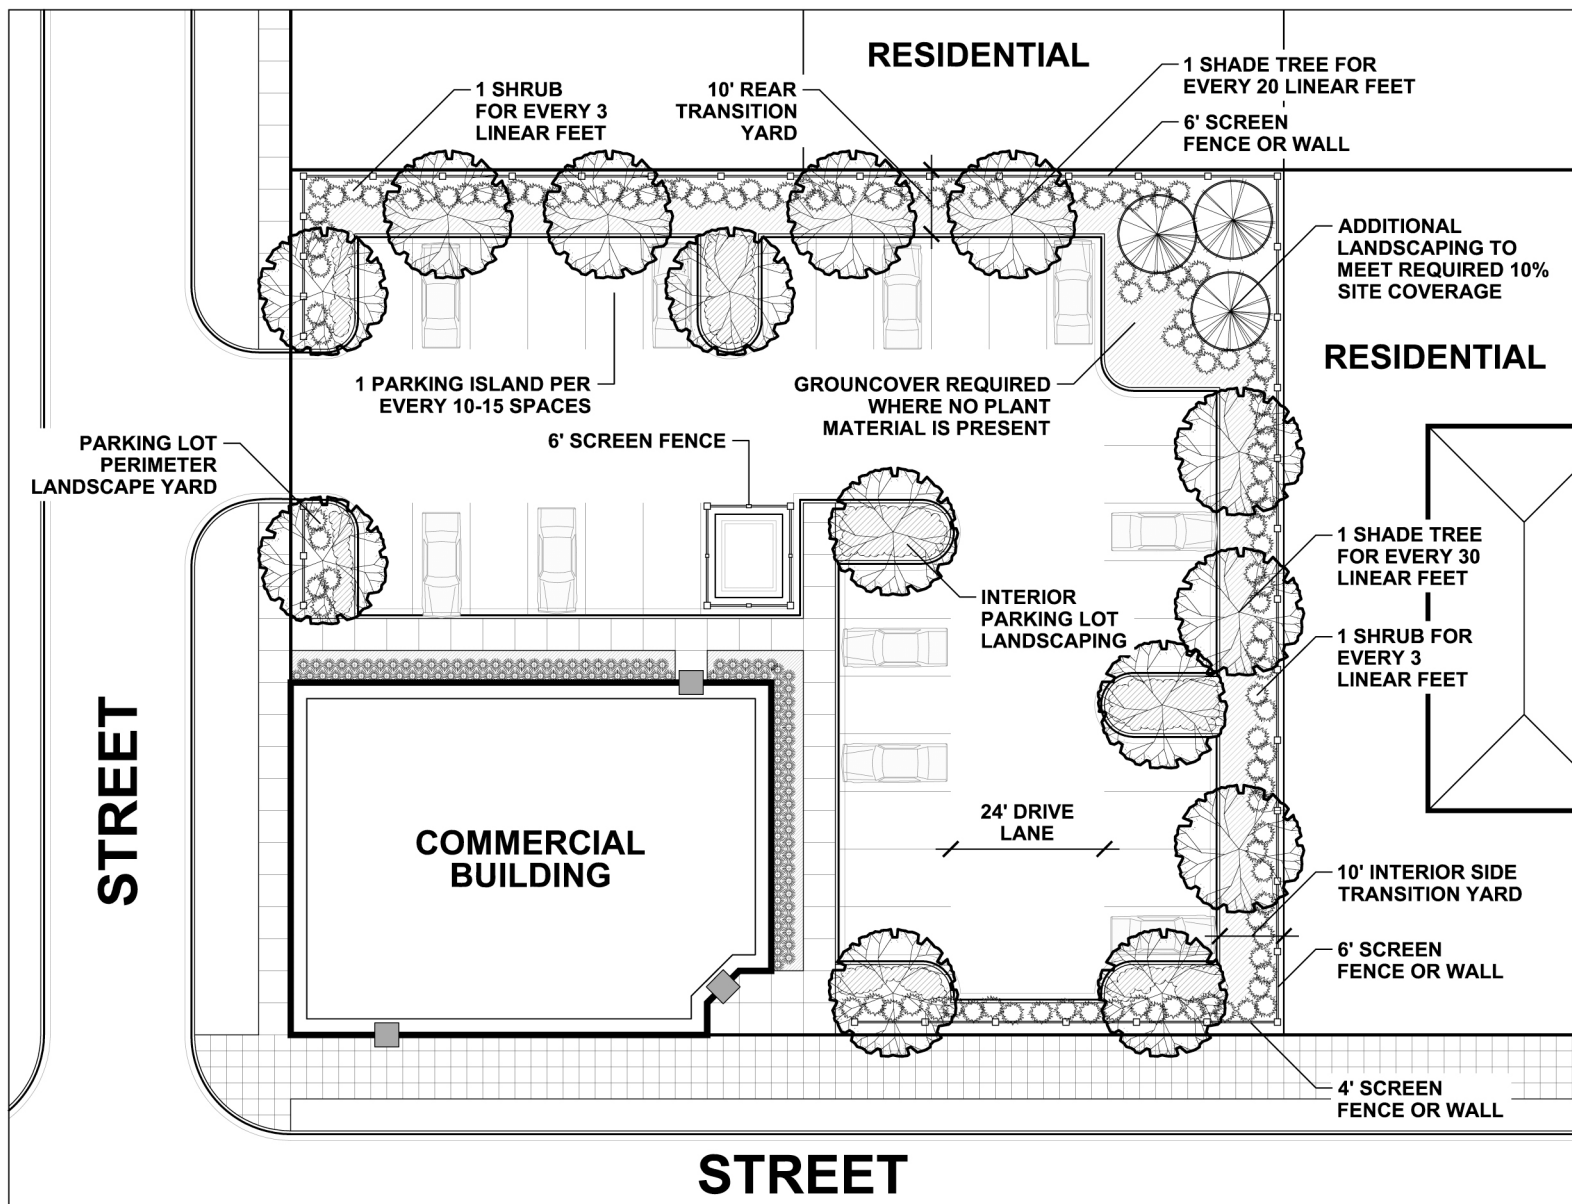 RESIDENTIAL
1 SHRUB
FOR EVERY 3
LINEAR FEET
10' REAR
TRANSITION
YARD
1 SHADE TREE FOR
EVERY 20 LINEAR FEET
6' SCREEN
FENCE OR WALL
ADDITIONAL
LANDSCAPING TO
MEET REQUIRED 10%
SITE COVERAGE
RESIDENTIAL
1 PARKING ISLAND PER
EVERY 10-15 SPACES
GROUNCOVER REQUIRED
WHERE NO PLANT
MATERIAL IS PRESENT
6' SCREEN FENCE
PARKING LOT
PERIMETER
LANDSCAPE YARD
1 SHADE TREE
FOR EVERY 30
LINEAR FEET
INTERIOR
PARKING LOT
LANDSCAPING
1 SHRUB FOR
EVERY 3
LINEAR FEET
STREET
COMMERCIAL
BUILDING
24' DRIVE
LANE
10' INTERIOR SIDE
TRANSITION YARD
6' SCREEN
FENCE OR WALL
4' SCREEN
FENCE OR WALL
STREET